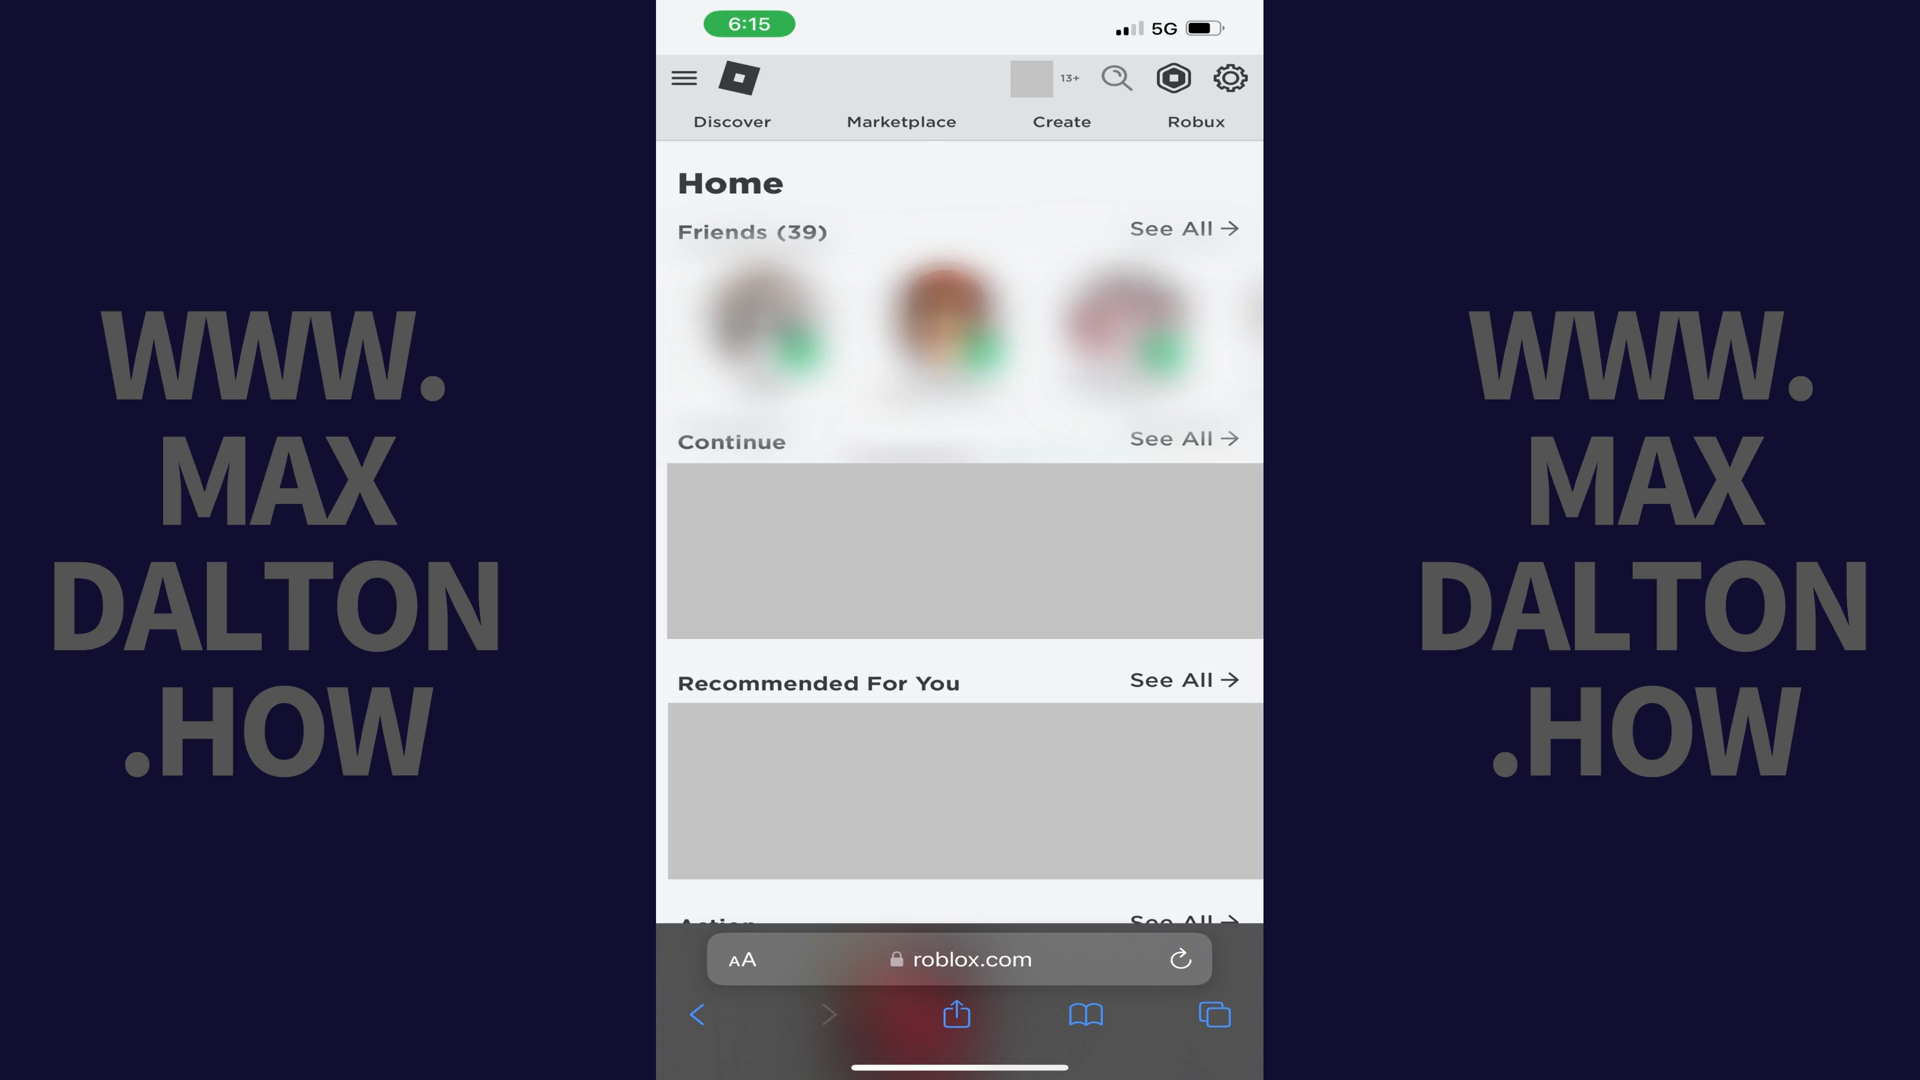 WWW.
MAX
DALTON
.HOW
6:15
5G
13+
Discover Marketplace Create Robux
Home
Friends (39) See All →
Continue See All →
Recommended For You See All →
Action See All →
AA roblox.com
WWW.
MAX
DALTON
.HOW